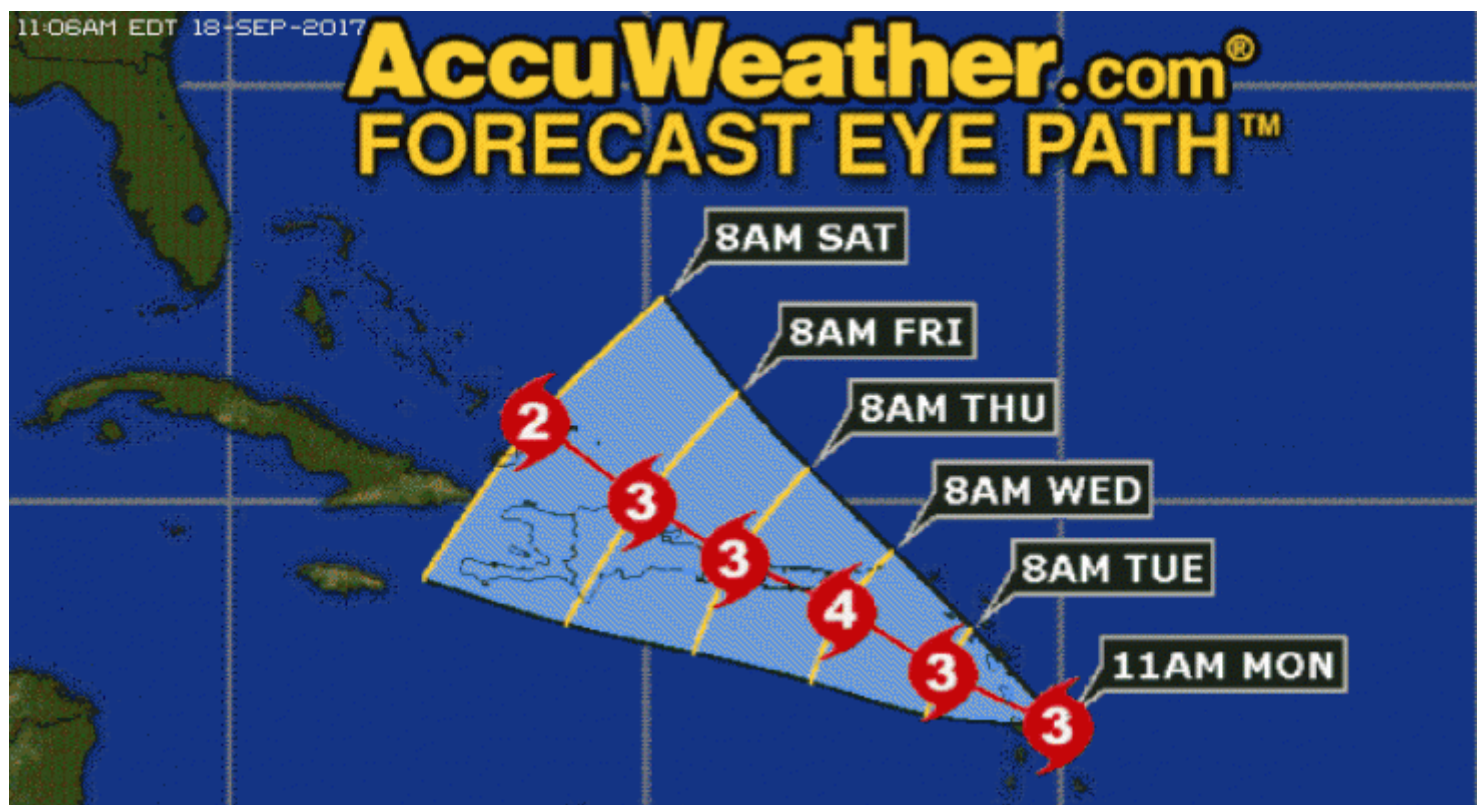 11:06AM EDT 18-SEP-2017
AccuWeather.com®
FORECAST EYE PATH™
8AM SAT
8AM FRI
8AM THU
8AM WED
8AM TUE
11AM MON
2
3
3
4
3
3